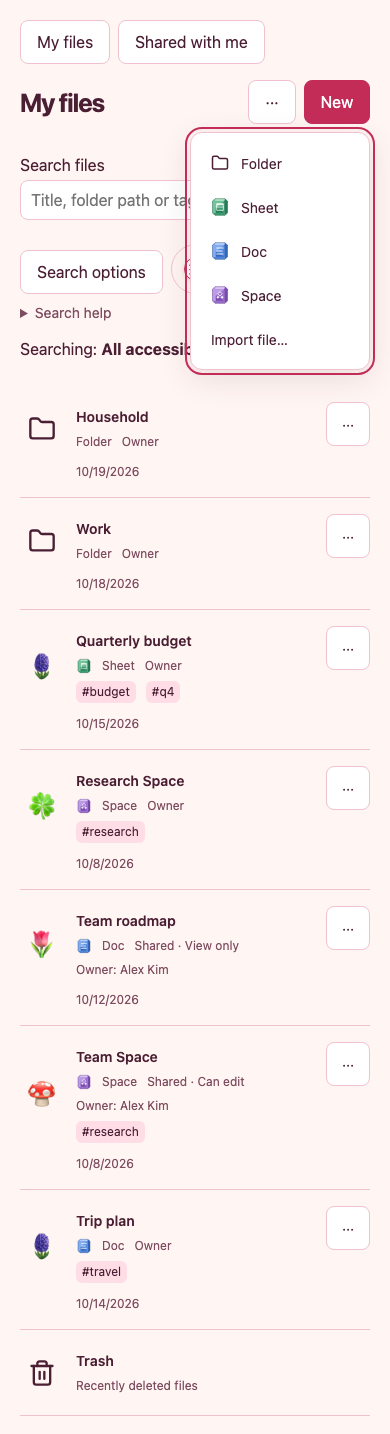 My files
Shared with me
My files
...
New
Folder
Sheet
Doc
Space
Import file...
Search files
Title, folder path or tag
Search options
Search help
Searching: All
Household
...
Folder Owner
10/19/2026
Work
...
Folder Owner
10/18/2026
Quarterly budget
...
Sheet Owner
#budget #q4
10/15/2026
Research Space
...
Space Owner
#research
10/8/2026
Team roadmap
...
Doc Shared · View only
Owner: Alex Kim
10/12/2026
Team Space
...
Space Shared · Can edit
Owner: Alex Kim
#research
10/8/2026
Trip plan
...
Doc Owner
#travel
10/14/2026
Trash
Recently deleted files